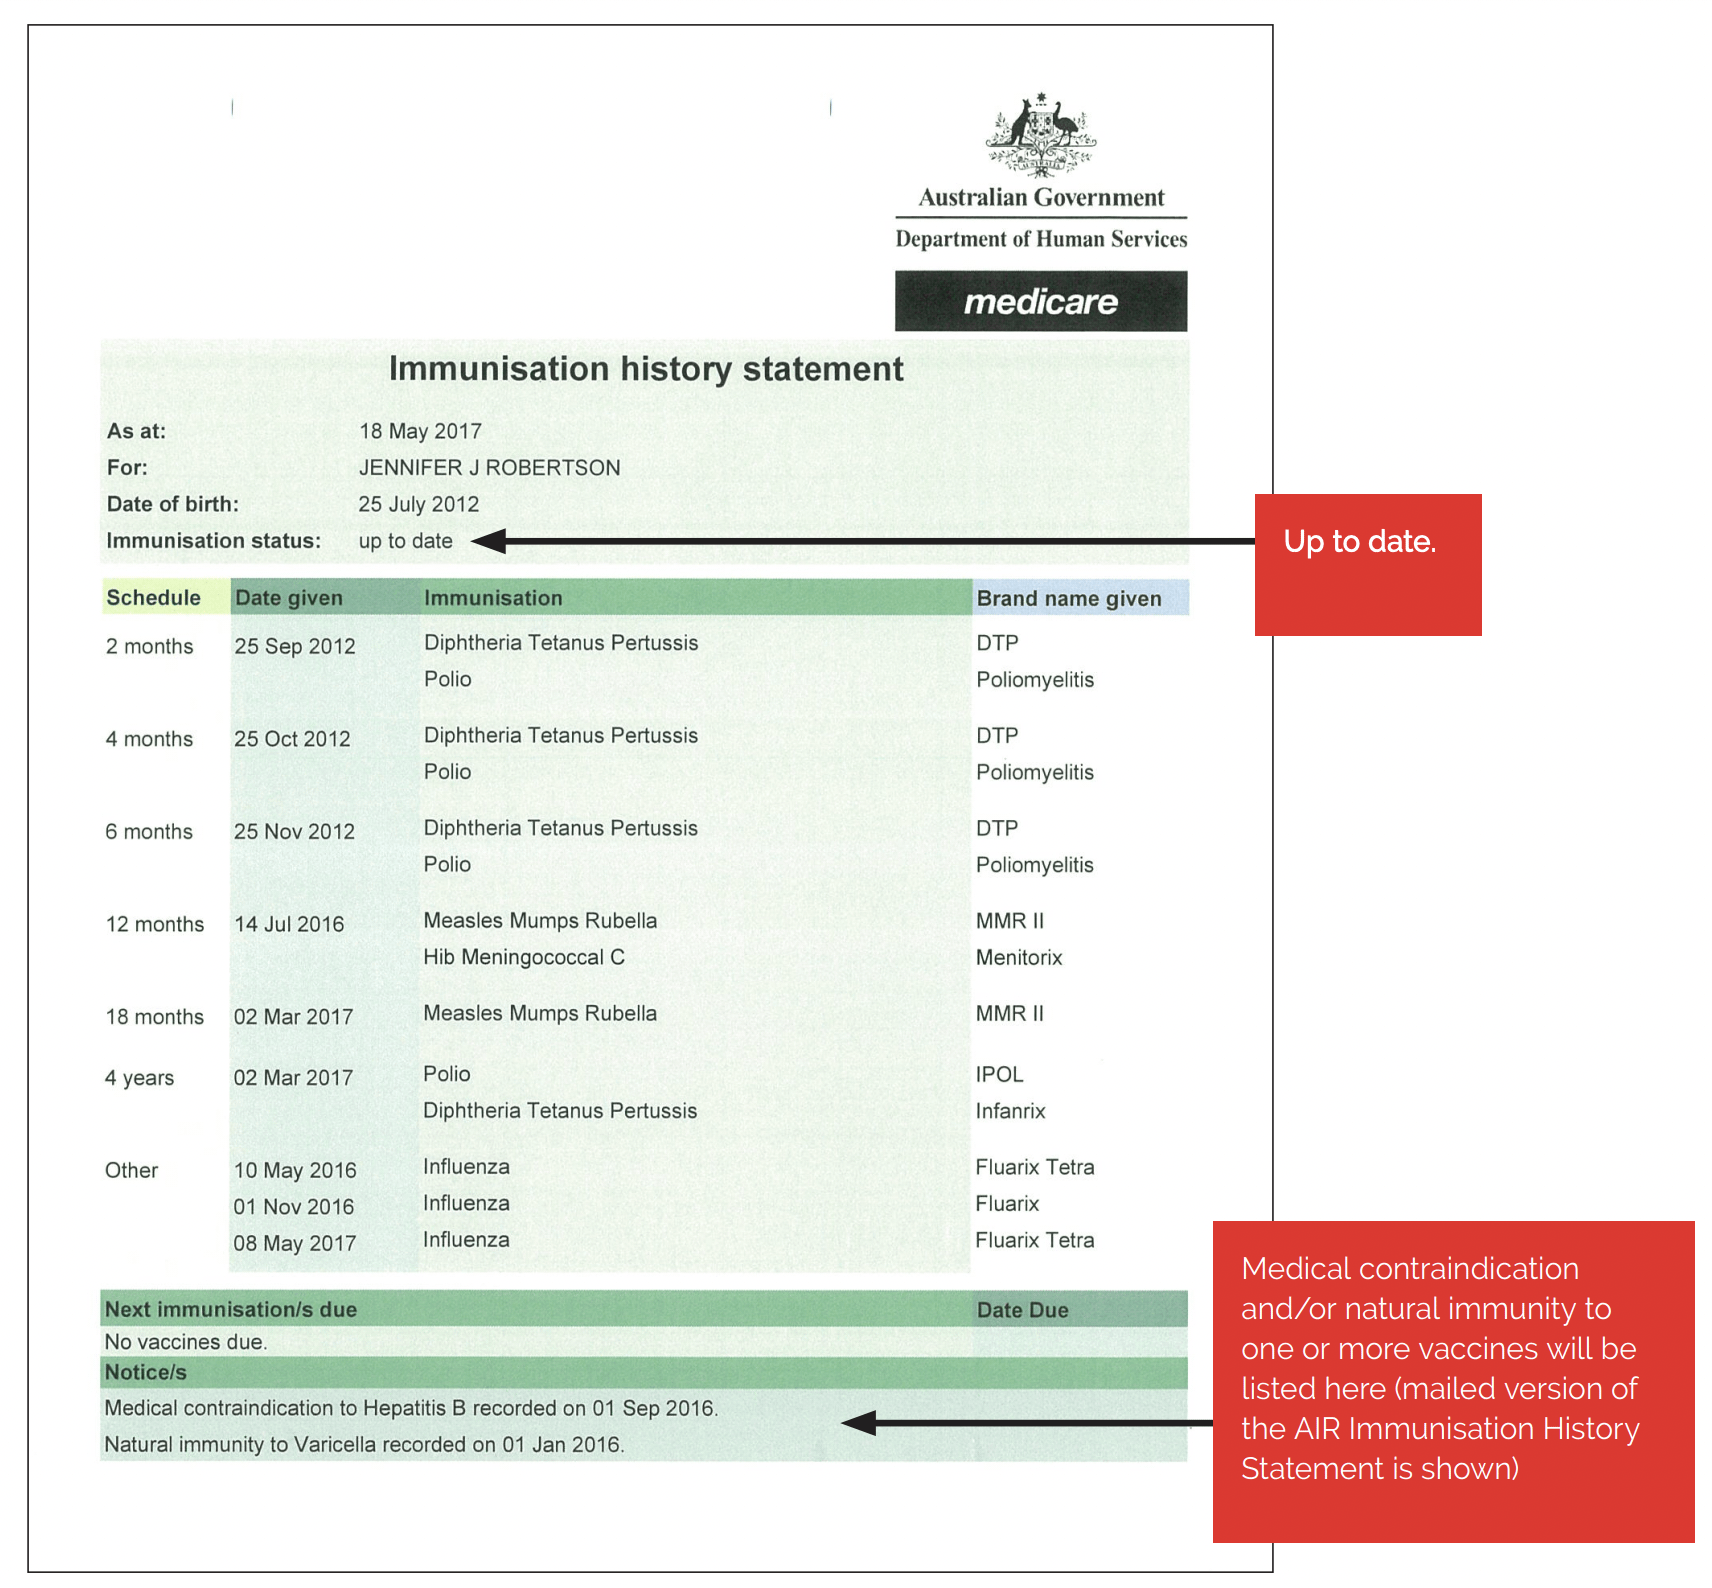 AUSTRALIA
Australian Government
Department of Human Services
medicare
Immunisation history statement
As at: 18 May 2017
For: JENNIFER J ROBERTSON
Date of birth: 25 July 2012
Immunisation status: up to date
Up to date.
Schedule Date given Immunisation Brand name given
2 months 25 Sep 2012 Diphtheria Tetanus Pertussis DTP
Polio Poliomyelitis
4 months 25 Oct 2012 Diphtheria Tetanus Pertussis DTP
Polio Poliomyelitis
6 months 25 Nov 2012 Diphtheria Tetanus Pertussis DTP
Polio Poliomyelitis
12 months 14 Jul 2016 Measles Mumps Rubella MMR II
Hib Meningococcal C Menitorix
18 months 02 Mar 2017 Measles Mumps Rubella MMR II
4 years 02 Mar 2017 Polio IPOL
Diphtheria Tetanus Pertussis Infanrix
Other 10 May 2016 Influenza Fluarix Tetra
01 Nov 2016 Influenza Fluarix
08 May 2017 Influenza Fluarix Tetra
Next immunisation/s due Date Due
No vaccines due.
Notice/s
Medical contraindication to Hepatitis B recorded on 01 Sep 2016.
Natural immunity to Varicella recorded on 01 Jan 2016.
Medical contraindication
and/or natural immunity to
one or more vaccines will be
listed here (mailed version of
the AIR Immunisation History
Statement is shown)